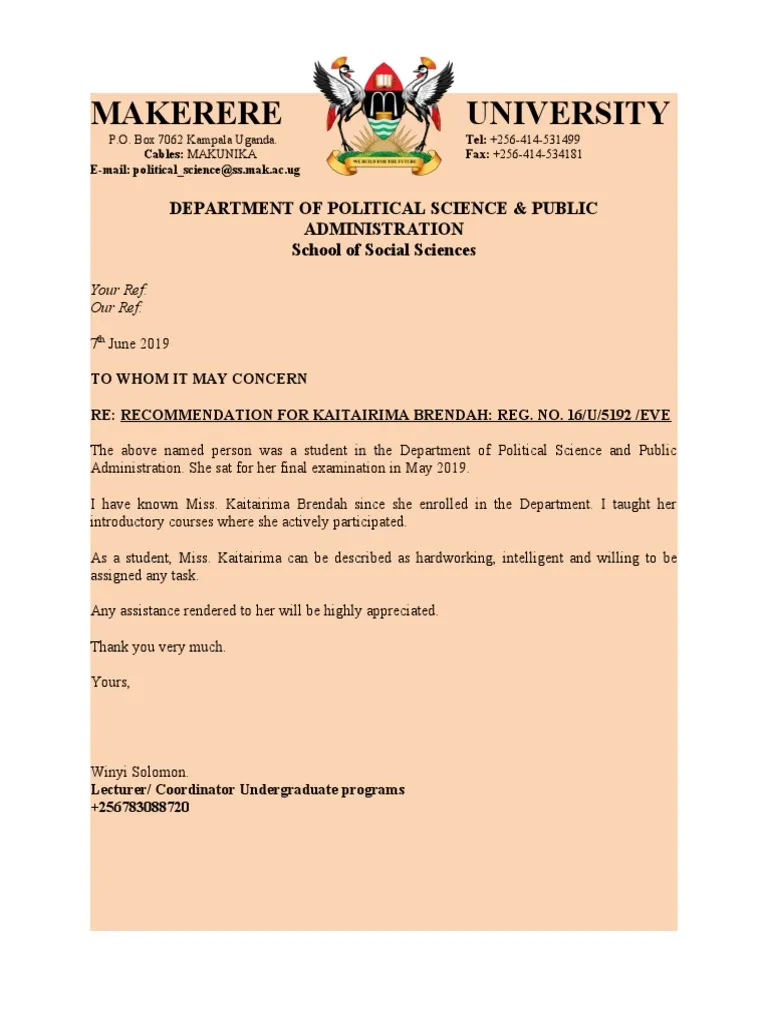 MAKERERE UNIVERSITY
P.O. Box 7062 Kampala Uganda.
Cables: MAKUNIKA
E-mail: political_science@ss.mak.ac.ug
Tel: +256-414-531499
Fax: +256-414-534181
WE BUILD FOR THE FUTURE
DEPARTMENT OF POLITICAL SCIENCE & PUBLIC
ADMINISTRATION
School of Social Sciences
Your Ref:
Our Ref:
7th June 2019
TO WHOM IT MAY CONCERN
RE: RECOMMENDATION FOR KAITAIRIMA BRENDAH: REG. NO. 16/U/5192 /EVE
The above named person was a student in the Department of Political Science and Public
Administration. She sat for her final examination in May 2019.
I have known Miss. Kaitairima Brendah since she enrolled in the Department. I taught her
introductory courses where she actively participated.
As a student, Miss. Kaitairima can be described as hardworking, intelligent and willing to be
assigned any task.
Any assistance rendered to her will be highly appreciated.
Thank you very much.
Yours,
Winyi Solomon.
Lecturer/ Coordinator Undergraduate programs
+256783088720